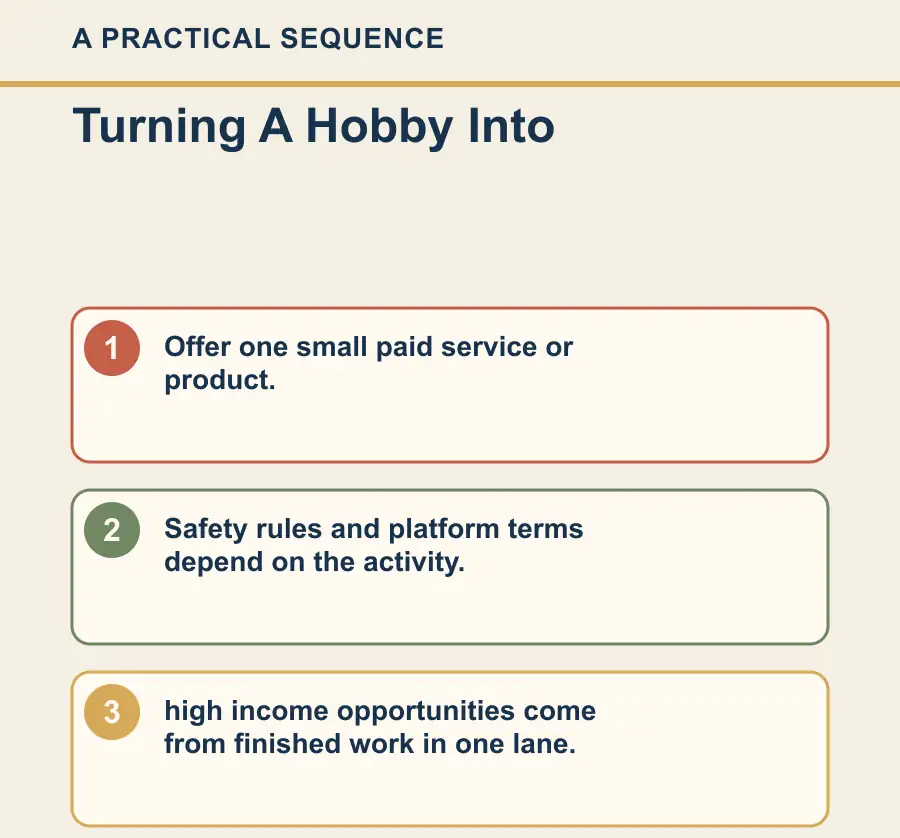 A PRACTICAL SEQUENCE
Turning A Hobby Into
1
Offer one small paid service or
product.
2
Safety rules and platform terms
depend on the activity.
3
high income opportunities come
from finished work in one lane.